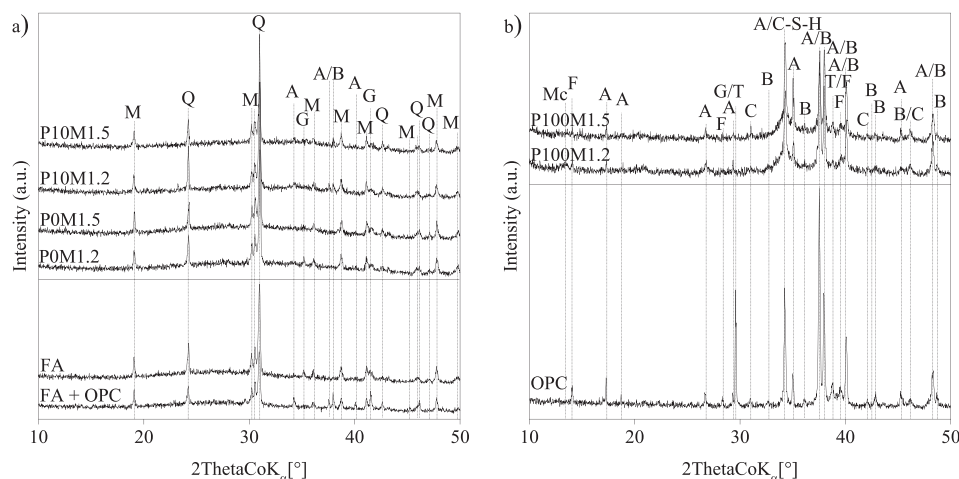 a)
Intensity (a.u.)
Q
A A/B A G
M Q M G M M M Q M
M Q M
P10M1.5
P10M1.2
P0M1.5
P0M1.2
FA
FA + OPC
10 20 30 40 50
2ThetaCoKα[°]
b)
Intensity (a.u.)
A/C-S-H
A/B
A A/B
B A/B A/B
G/T T/F A
Mc F A B
A A A F A C B F C B B/C B
P100M1.5
P100M1.2
OPC
10 20 30 40 50
2ThetaCoKα[°]